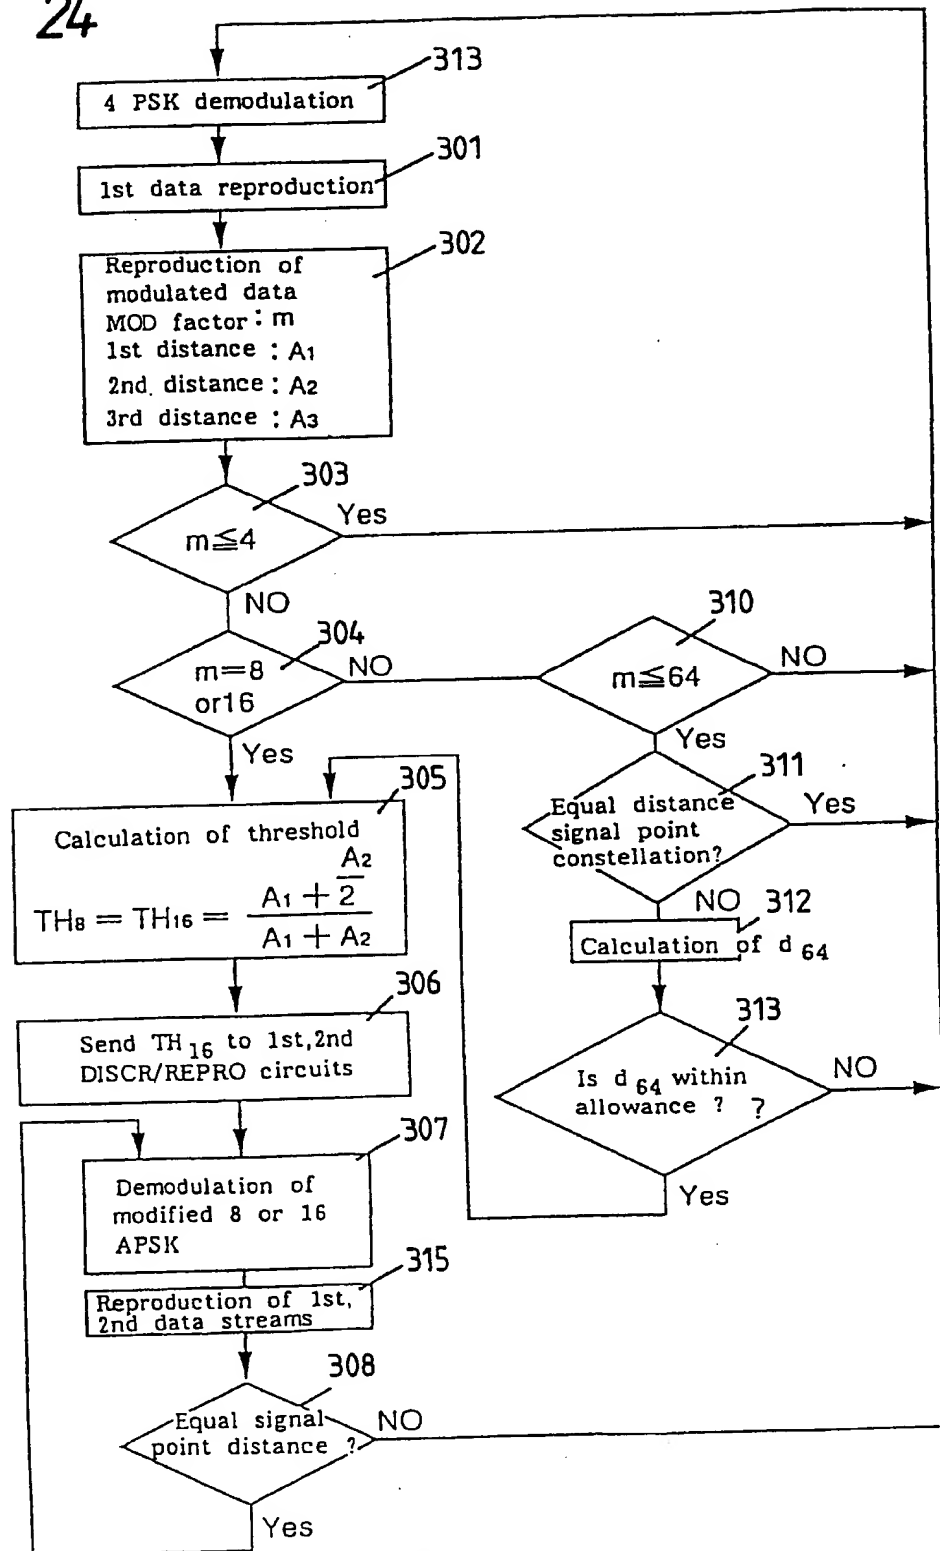 24
313
4 PSK demodulation
301
1st data reproduction
302
Reproduction of
modulated data
MOD factor : m
1st distance : A1
2nd. distance : A2
3rd distance : A3
303
m≦4
Yes
NO
304
m=8
or16
NO
Yes
310
m≦64
NO
Yes
311
Equal distance
signal point
constellation?
Yes
NO
312
Calculation of d 64
313
Is d 64 within
allowance ? ?
NO
Yes
305
Calculation of threshold
TH8 = TH16 = A1 + A2/2
A1 + A2
306
Send TH 16 to 1st,2nd
DISCR/REPRO circuits
307
Demodulation of
modified 8 or 16
APSK
315
Reproduction of 1st,
2nd data streams
308
Equal signal
point distance ?
NO
Yes